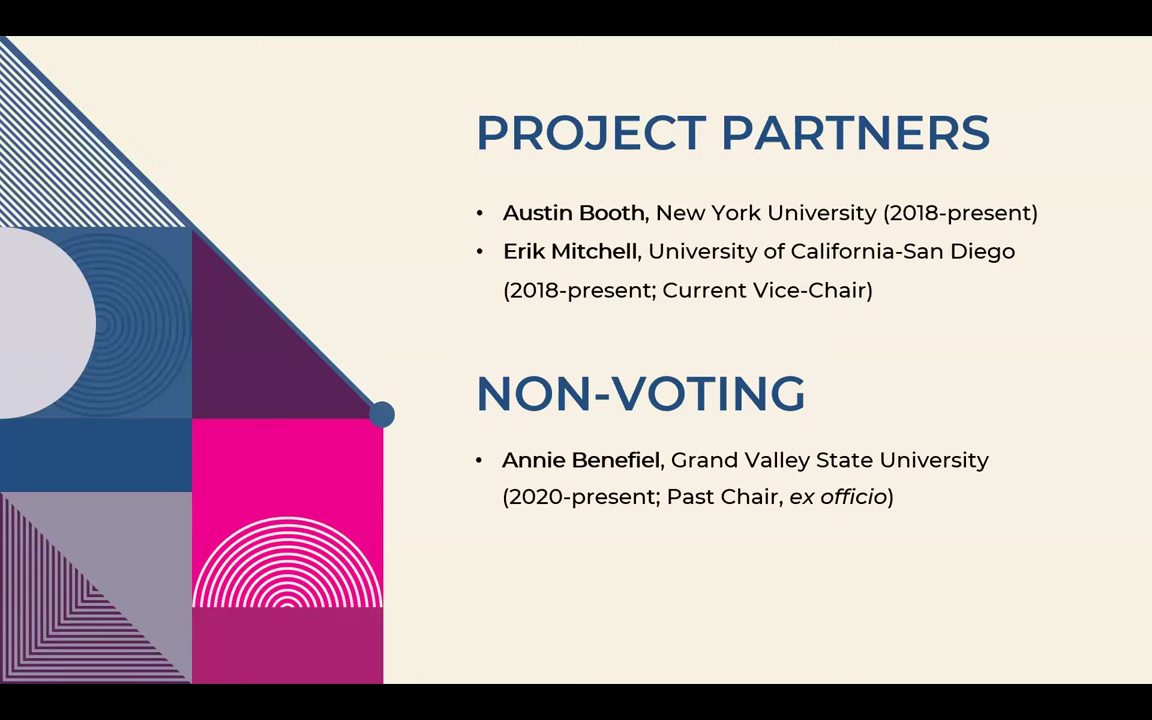 PROJECT PARTNERS
• Austin Booth, New York University (2018-present)
• Erik Mitchell, University of California-San Diego
(2018-present; Current Vice-Chair)
NON-VOTING
• Annie Benefiel, Grand Valley State University
(2020-present; Past Chair, ex officio)